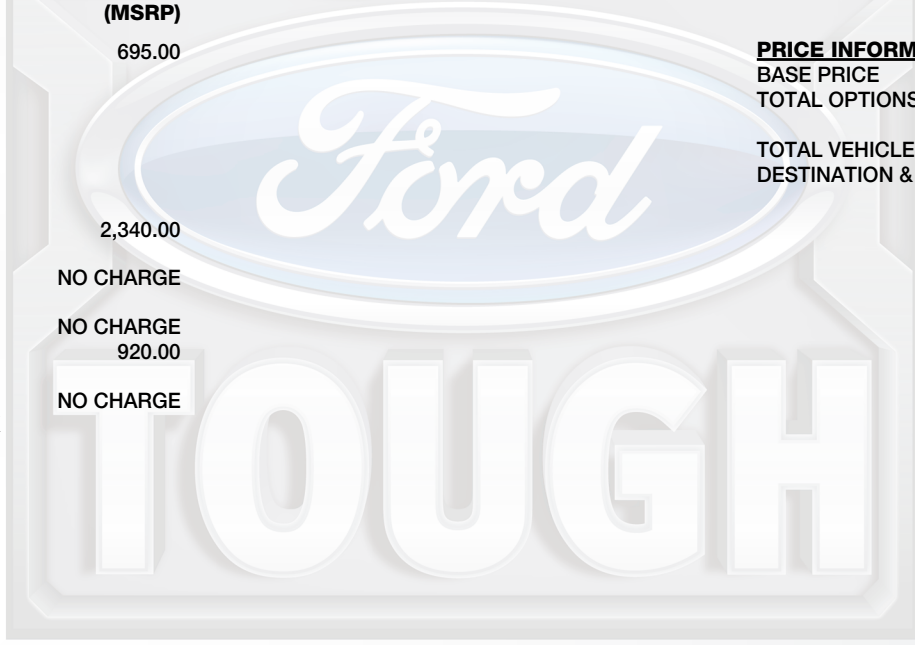 (MSRP)
695.00
2,340.00
NO CHARGE
NO CHARGE
920.00
NO CHARGE
PRICE INFORM
BASE PRICE
TOTAL OPTIONS
TOTAL VEHICLE
DESTINATION &
Ford
TOUGH